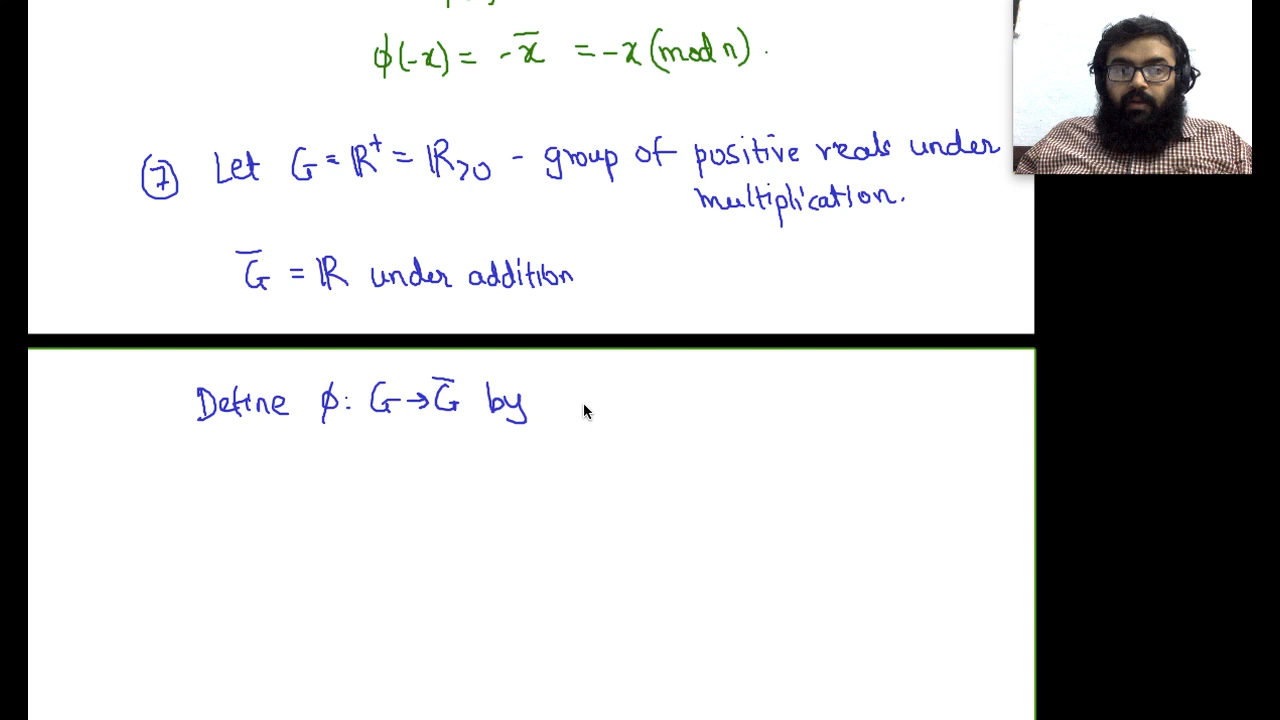 ϕ(-x) = -x̄ = -x (mod n).
⑦ Let G = ℝ⁺ = ℝ>0 - group of positive reals under
multiplication.
G̅ = ℝ under addition
Define ϕ: G→G̅ by